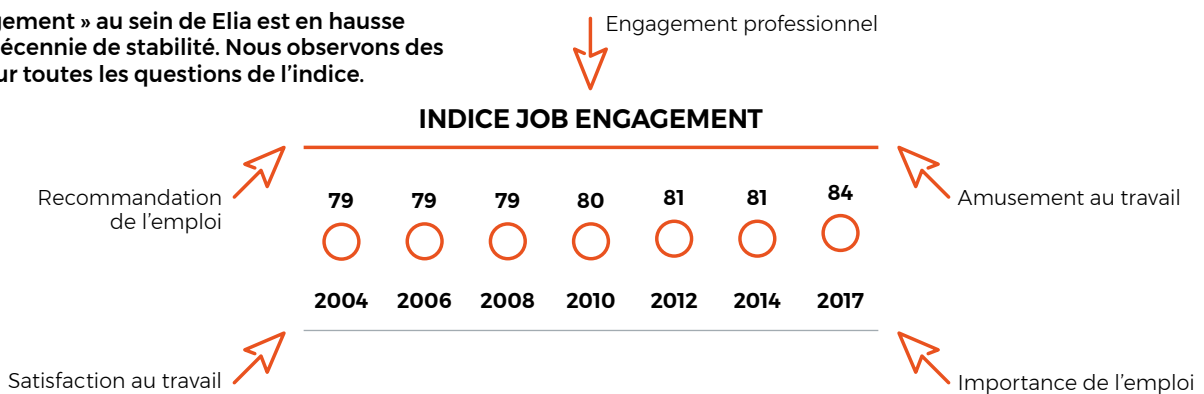 gement » au sein de Elia est en hausse
écennie de stabilité. Nous observons des
ur toutes les questions de l’indice.
Engagement professionnel
INDICE JOB ENGAGEMENT
Recommandation
de l’emploi
Amusement au travail
79 79 79 80 81 81 84
2004 2006 2008 2010 2012 2014 2017
Satisfaction au travail
Importance de l’emploi